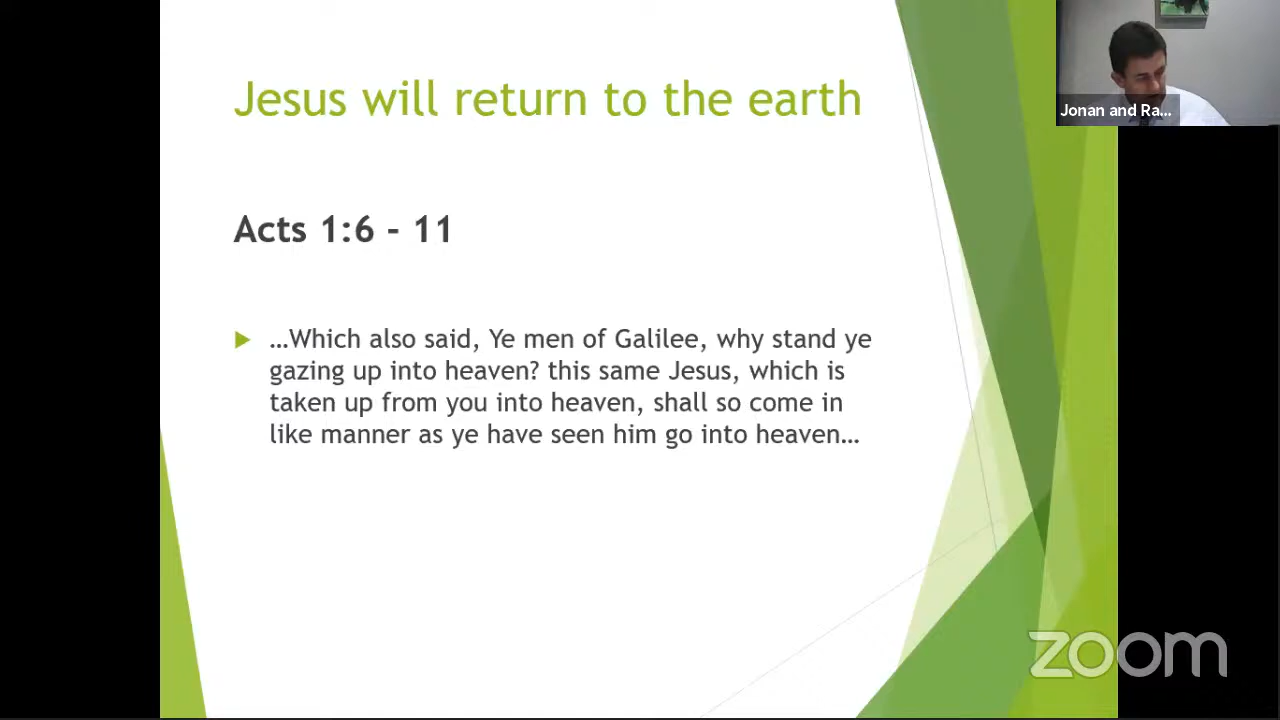 Jesus will return to the earth
Jonan and Ra...
Acts 1:6 – 11
…Which also said, Ye men of Galilee, why stand ye
gazing up into heaven? this same Jesus, which is
taken up from you into heaven, shall so come in
like manner as ye have seen him go into heaven…
zoom